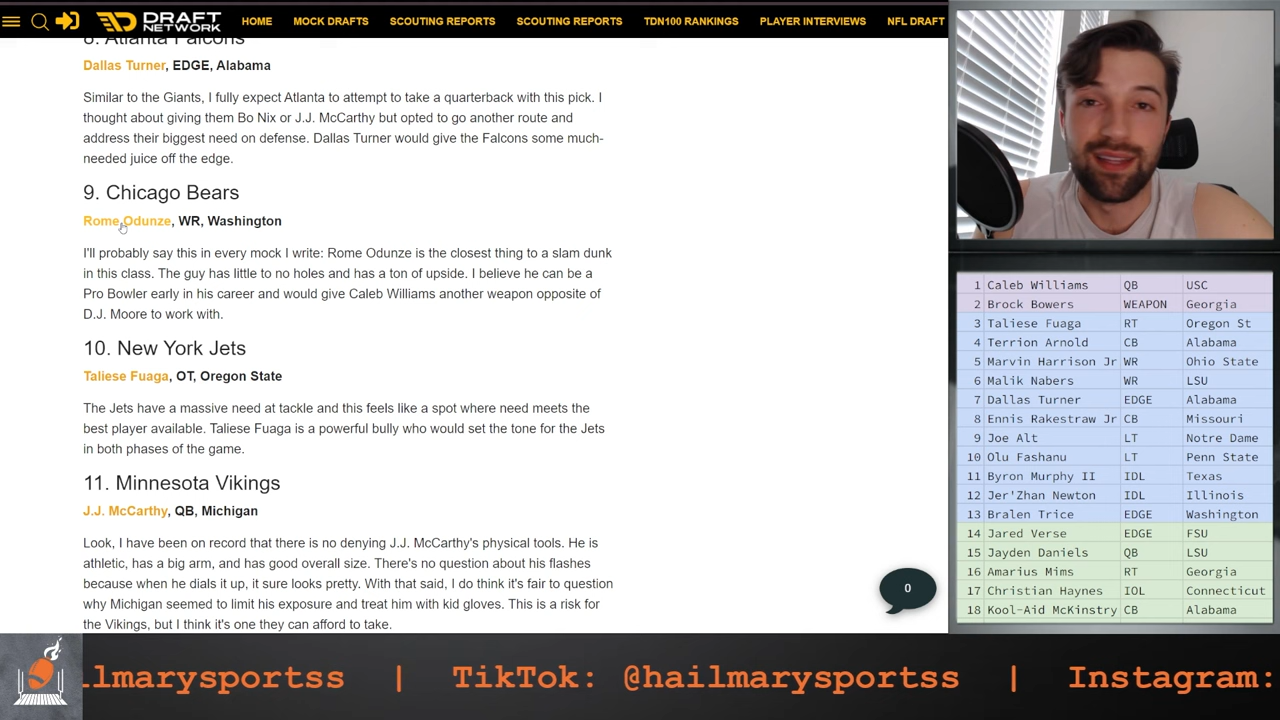 DRAFT
NETWORK
HOME
MOCK DRAFTS
SCOUTING REPORTS
SCOUTING REPORTS
TDN100 RANKINGS
PLAYER INTERVIEWS
NFL DRAFT
8. Atlanta Falcons
Dallas Turner, EDGE, Alabama
Similar to the Giants, I fully expect Atlanta to attempt to take a quarterback with this pick. I
thought about giving them Bo Nix or J.J. McCarthy but opted to go another route and
address their biggest need on defense. Dallas Turner would give the Falcons some much-
needed juice off the edge.
9. Chicago Bears
Rome Odunze, WR, Washington
I'll probably say this in every mock I write: Rome Odunze is the closest thing to a slam dunk
in this class. The guy has little to no holes and has a ton of upside. I believe he can be a
Pro Bowler early in his career and would give Caleb Williams another weapon opposite of
D.J. Moore to work with.
10. New York Jets
Taliese Fuaga, OT, Oregon State
The Jets have a massive need at tackle and this feels like a spot where need meets the
best player available. Taliese Fuaga is a powerful bully who would set the tone for the Jets
in both phases of the game.
11. Minnesota Vikings
J.J. McCarthy, QB, Michigan
Look, I have been on record that there is no denying J.J. McCarthy's physical tools. He is
athletic, has a big arm, and has good overall size. There's no question about his flashes
because when he dials it up, it sure looks pretty. With that said, I do think it's fair to question
why Michigan seemed to limit his exposure and treat him with kid gloves. This is a risk for
the Vikings, but I think it's one they can afford to take.
0
1 Caleb Williams QB USC
2 Brock Bowers WEAPON Georgia
3 Taliese Fuaga RT Oregon St
4 Terrion Arnold CB Alabama
5 Marvin Harrison Jr WR Ohio State
6 Malik Nabers WR LSU
7 Dallas Turner EDGE Alabama
8 Ennis Rakestraw Jr CB Missouri
9 Joe Alt LT Notre Dame
10 Olu Fashanu LT Penn State
11 Byron Murphy II IDL Texas
12 Jer'Zhan Newton IDL Illinois
13 Bralen Trice EDGE Washington
14 Jared Verse EDGE FSU
15 Jayden Daniels QB LSU
16 Amarius Mims RT Georgia
17 Christian Haynes IOL Connecticut
18 Kool-Aid McKinstry CB Alabama
ilmarysportss | TikTok: @hailmarysportss | Instagram: